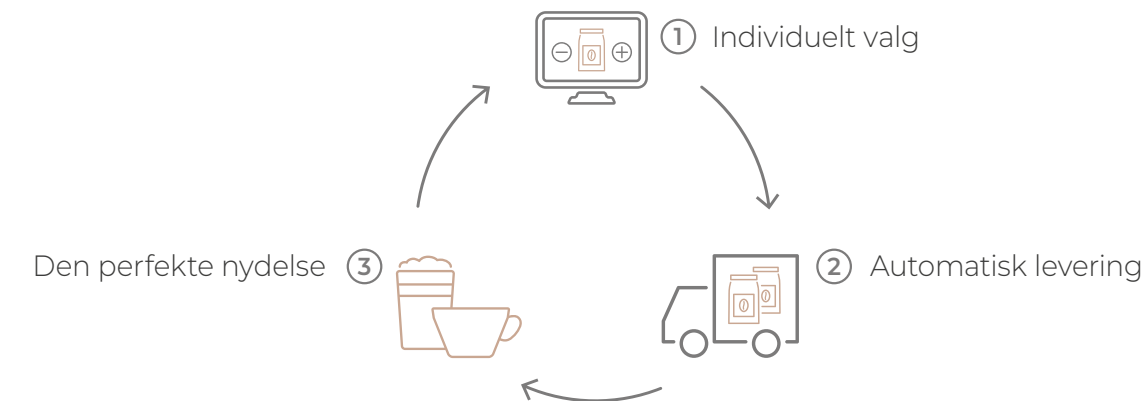 1 Individuelt valg
2 Automatisk levering
Den perfekte nydelse 3